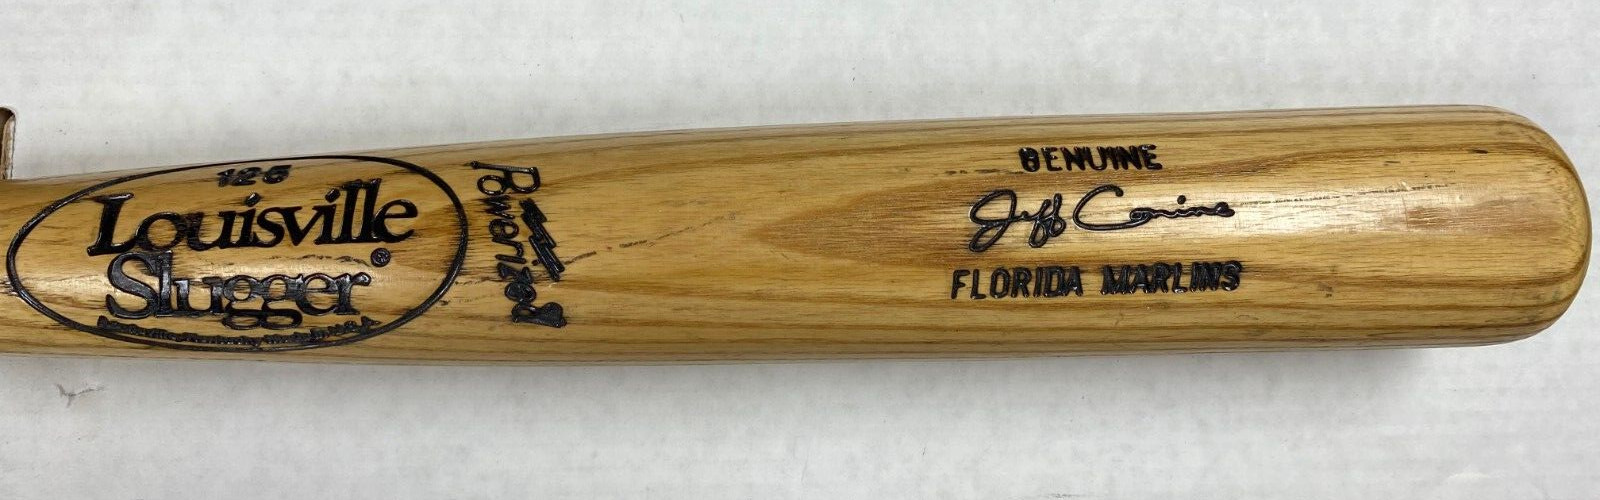 125
Louisville
Slugger®
Powerized
GENUINE
Jeff Conine
FLORIDA MARLINS